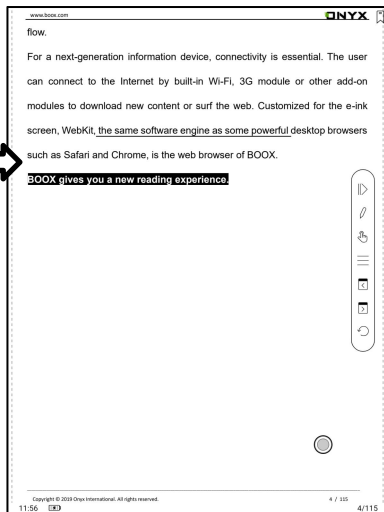 www.boox.com
ONYX
flow.
For a next-generation information device, connectivity is essential. The user
can connect to the Internet by built-in Wi-Fi, 3G module or other add-on
modules to download new content or surf the web. Customized for the e-ink
screen, WebKit, the same software engine as some powerful desktop browsers
such as Safari and Chrome, is the web browser of BOOX.
BOOX gives you a new reading experience.
Copyright © 2019 Onyx International. All rights reserved.
4 / 115
11:56
4/115